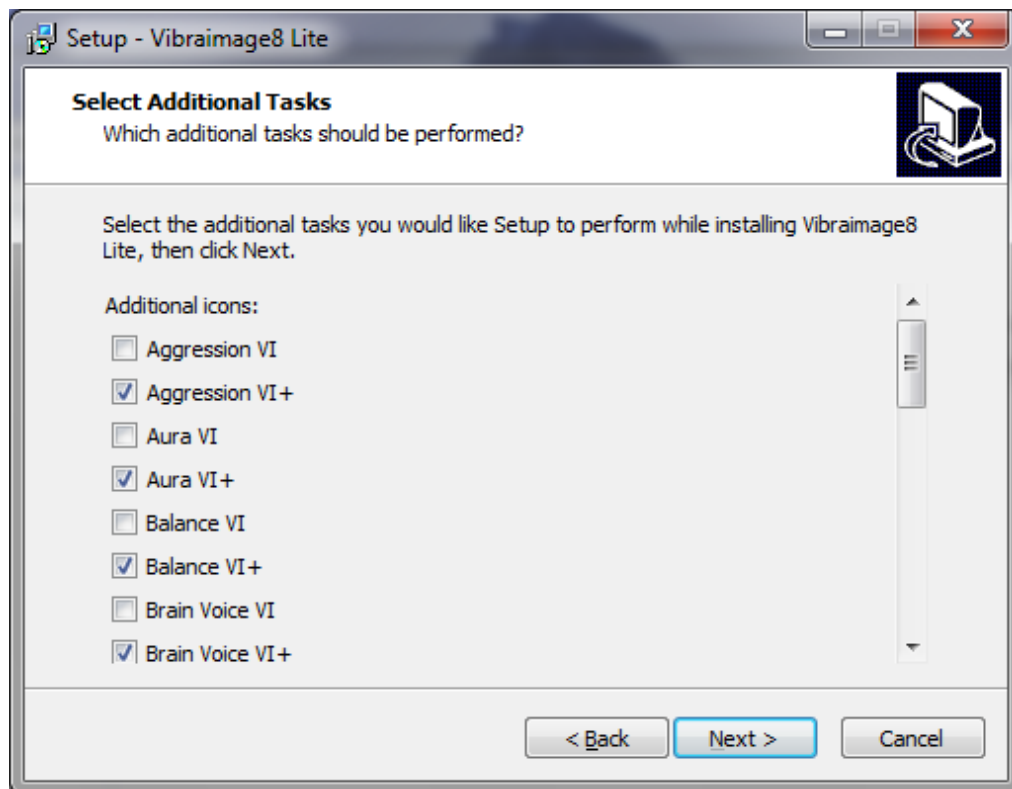 Setup - Vibraimage8 Lite
Select Additional Tasks
Which additional tasks should be performed?
Select the additional tasks you would like Setup to perform while installing Vibraimage8
Lite, then click Next.
Additional icons:
Aggression VI
Aggression VI+
Aura VI
Aura VI+
Balance VI
Balance VI+
Brain Voice VI
Brain Voice VI+
< Back
Next >
Cancel